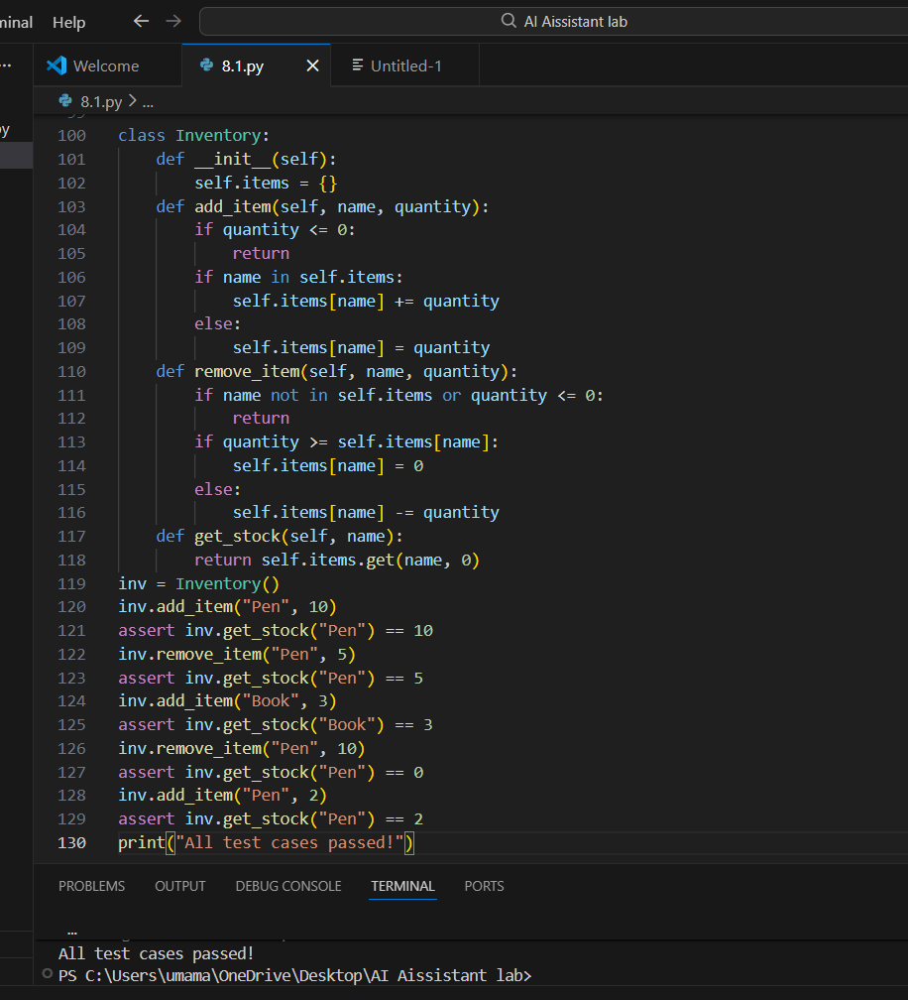 minal Help AI Aissistant lab
... Welcome 8.1.py Untitled-1
8.1.py > ...
py
100 class Inventory:
101     def __init__(self):
102         self.items = {}
103     def add_item(self, name, quantity):
104         if quantity <= 0:
105             return
106         if name in self.items:
107             self.items[name] += quantity
108         else:
109             self.items[name] = quantity
110     def remove_item(self, name, quantity):
111         if name not in self.items or quantity <= 0:
112             return
113         if quantity >= self.items[name]:
114             self.items[name] = 0
115         else:
116             self.items[name] -= quantity
117     def get_stock(self, name):
118         return self.items.get(name, 0)
119 inv = Inventory()
120 inv.add_item("Pen", 10)
121 assert inv.get_stock("Pen") == 10
122 inv.remove_item("Pen", 5)
123 assert inv.get_stock("Pen") == 5
124 inv.add_item("Book", 3)
125 assert inv.get_stock("Book") == 3
126 inv.remove_item("Pen", 10)
127 assert inv.get_stock("Pen") == 0
128 inv.add_item("Pen", 2)
129 assert inv.get_stock("Pen") == 2
130 print("All test cases passed!")
PROBLEMS OUTPUT DEBUG CONSOLE TERMINAL PORTS
...
All test cases passed!
PS C:\Users\umama\OneDrive\Desktop\AI Aissistant lab>